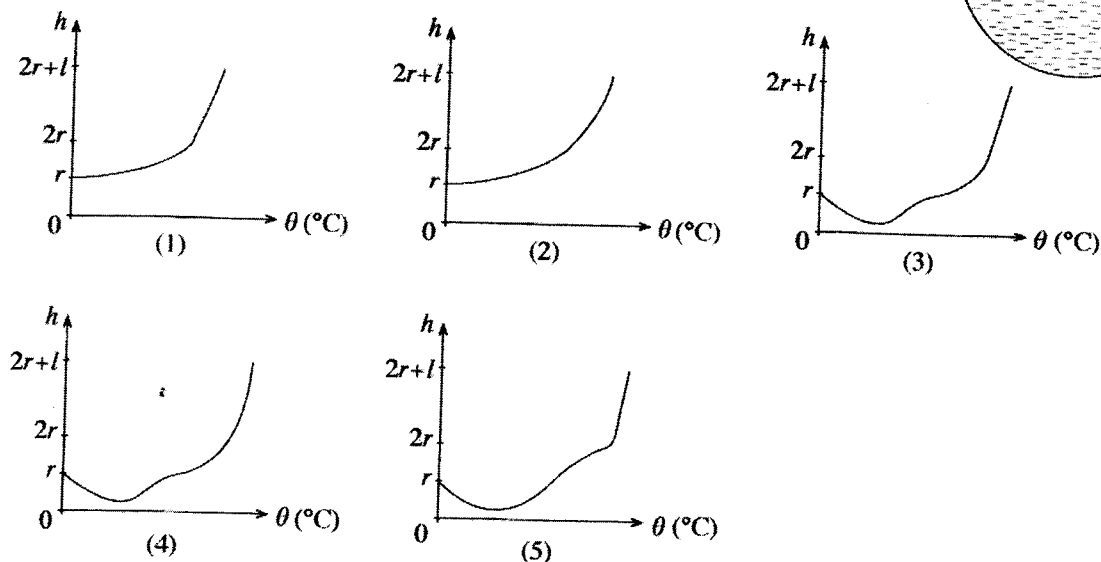 h
2r+l
2r
r
0
θ (°C)
(1)
h
2r+l
2r
r
0
θ (°C)
(2)
h
2r+l
2r
r
0
θ (°C)
(3)
h
2r+l
2r
r
0
θ (°C)
(4)
h
2r+l
2r
r
0
θ (°C)
(5)